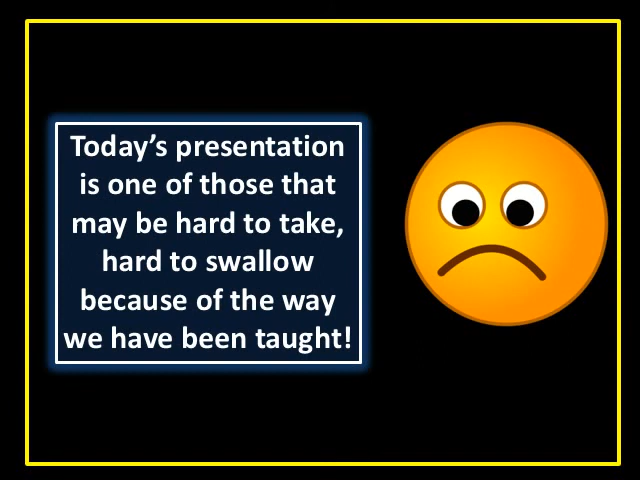 Today’s presentation
is one of those that
may be hard to take,
hard to swallow
because of the way
we have been taught!